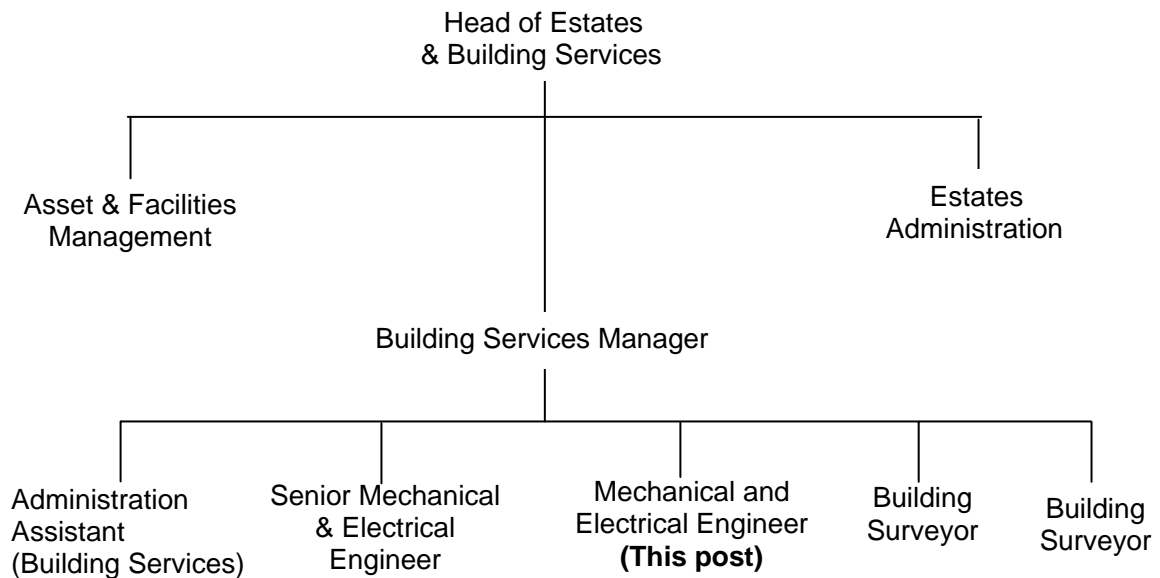 Head of Estates
& Building Services
Asset & Facilities
Management
Estates
Administration
Building Services Manager
Administration
Assistant
(Building Services)
Senior Mechanical
& Electrical
Engineer
Mechanical and
Electrical Engineer
(This post)
Building
Surveyor
Building
Surveyor